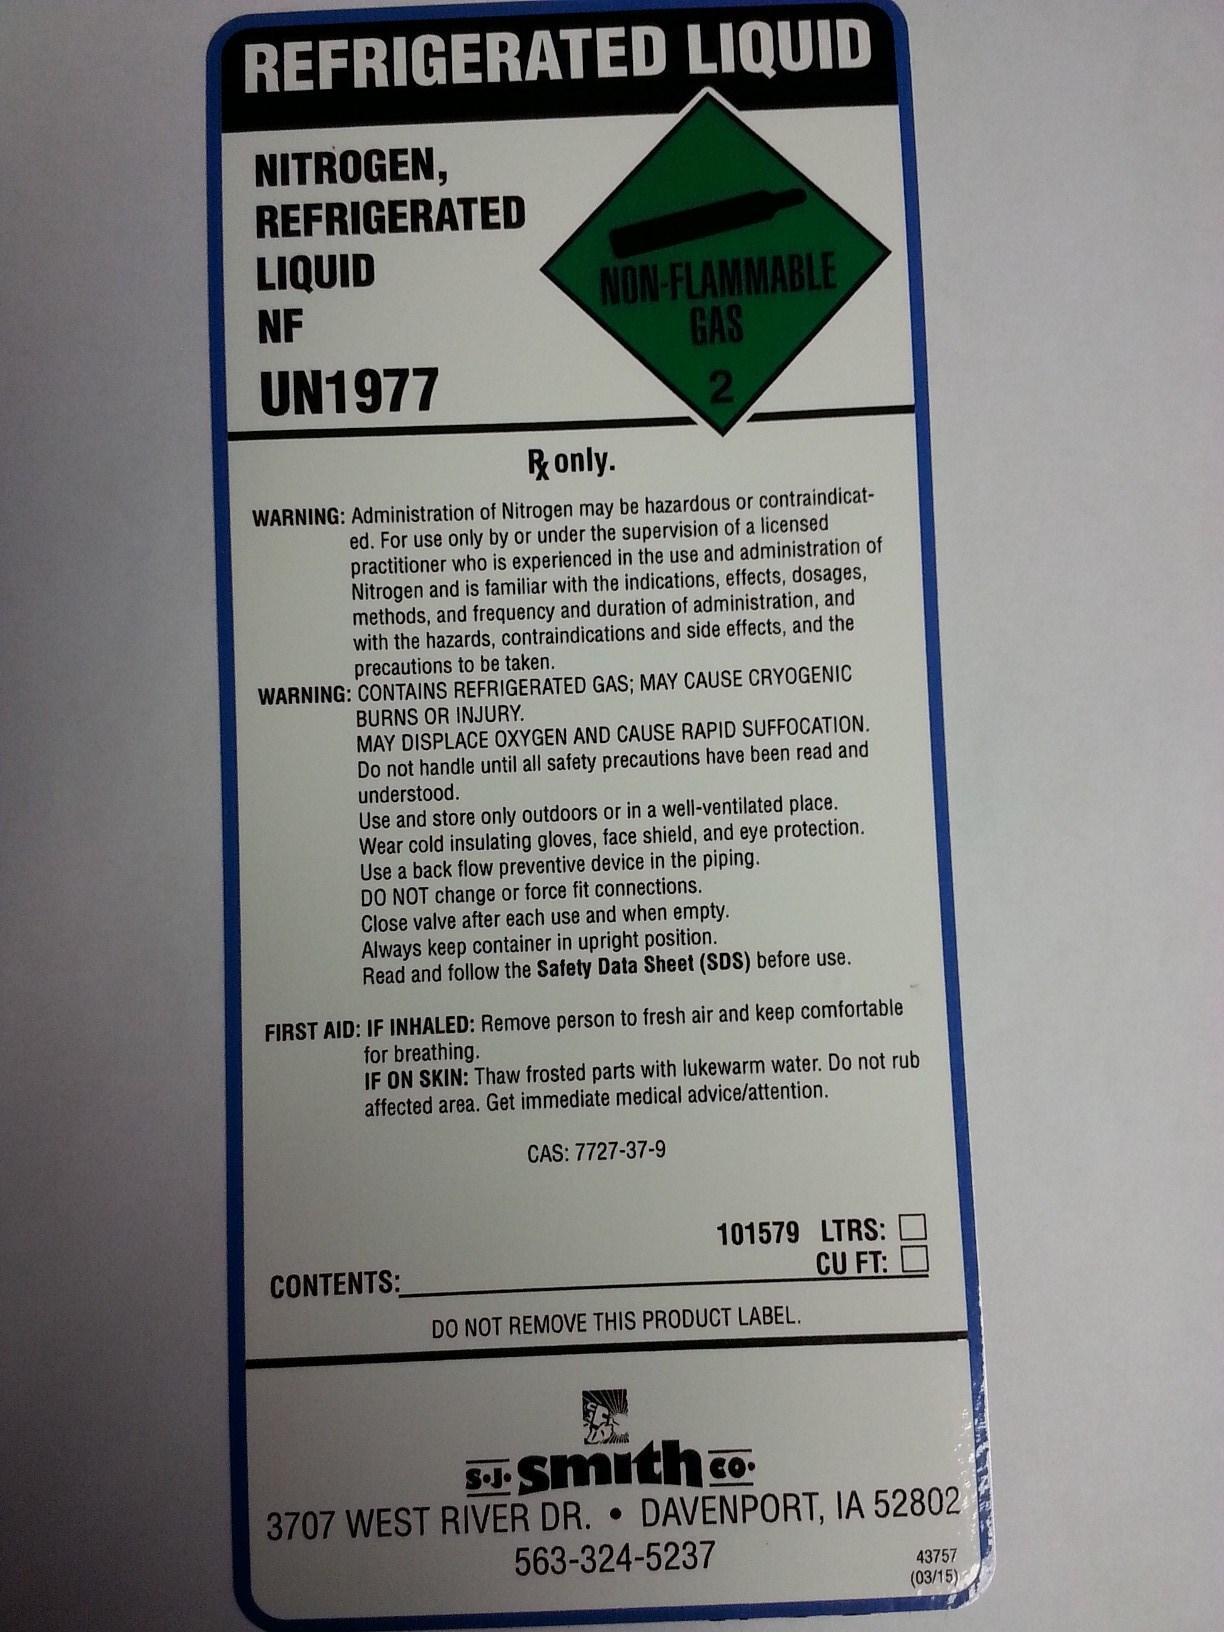 REFRIGERATED LIQUID
NITROGEN,
REFRIGERATED
LIQUID
NF
UN1977
NON-FLAMMABLE
GAS
2
℞ only.
WARNING: Administration of Nitrogen may be hazardous or contraindicat-
ed. For use only by or under the supervision of a licensed
practitioner who is experienced in the use and administration of
Nitrogen and is familiar with the indications, effects, dosages,
methods, and frequency and duration of administration, and
with the hazards, contraindications and side effects, and the
precautions to be taken.
WARNING: CONTAINS REFRIGERATED GAS; MAY CAUSE CRYOGENIC
BURNS OR INJURY.
MAY DISPLACE OXYGEN AND CAUSE RAPID SUFFOCATION.
Do not handle until all safety precautions have been read and
understood.
Use and store only outdoors or in a well-ventilated place.
Wear cold insulating gloves, face shield, and eye protection.
Use a back flow preventive device in the piping.
DO NOT change or force fit connections.
Close valve after each use and when empty.
Always keep container in upright position.
Read and follow the Safety Data Sheet (SDS) before use.
FIRST AID: IF INHALED: Remove person to fresh air and keep comfortable
for breathing.
IF ON SKIN: Thaw frosted parts with lukewarm water. Do not rub
affected area. Get immediate medical advice/attention.
CAS: 7727-37-9
101579 LTRS:
CU FT:
CONTENTS:
DO NOT REMOVE THIS PRODUCT LABEL.
S•J• smith co•
3707 WEST RIVER DR. • DAVENPORT, IA 52802
563-324-5237
43757
(03/15)